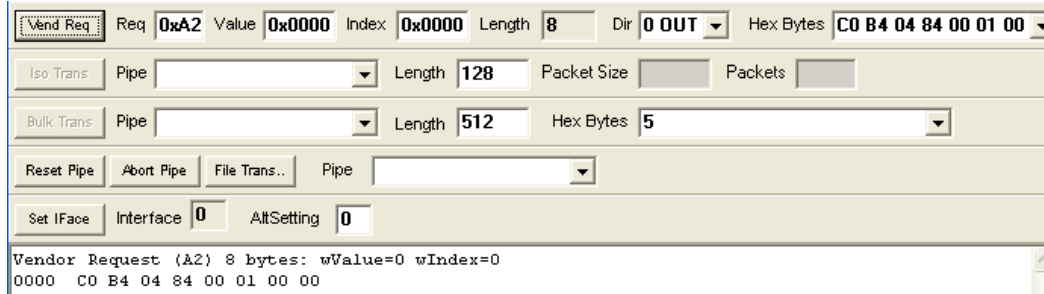 Vend Req Req 0xA2 Value 0x0000 Index 0x0000 Length 8 Dir 0 OUT Hex Bytes C0 B4 04 84 00 01 00
Iso Trans Pipe Length 128 Packet Size Packets
Bulk Trans Pipe Length 512 Hex Bytes 5
Reset Pipe Abort Pipe File Trans.. Pipe
Set IFace Interface 0 AltSetting 0
Vendor Request (A2) 8 bytes: wValue=0 wIndex=0
0000 C0 B4 04 84 00 01 00 00